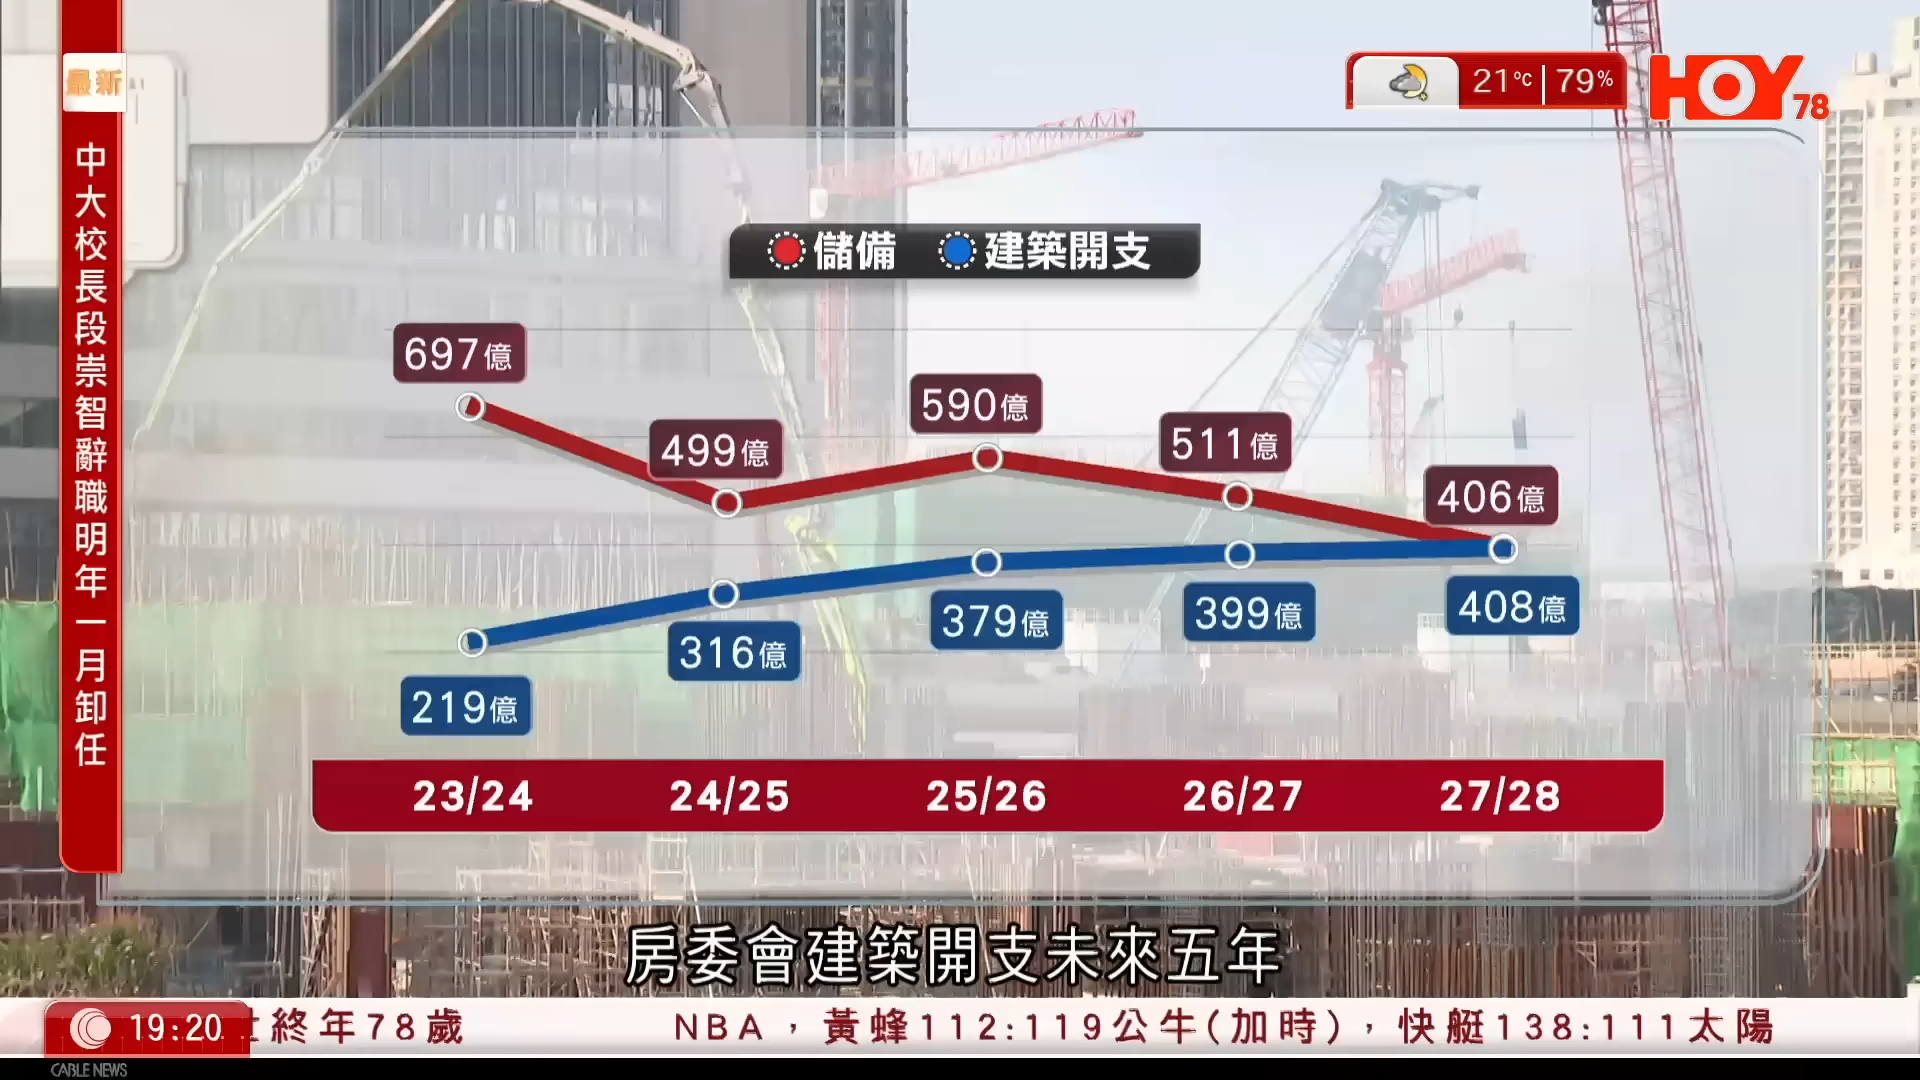 最新
中大校長段崇智辭職明年一月卸任
21℃ 79%
HOY 78
儲備 建築開支
697億 499億 590億 511億 406億
219億 316億 379億 399億 408億
23/24 24/25 25/26 26/27 27/28
房委會建築開支未來五年
19:20 終年78歲 NBA，黃蜂112:119公牛(加時)，快艇138:111太陽
CABLE NEWS